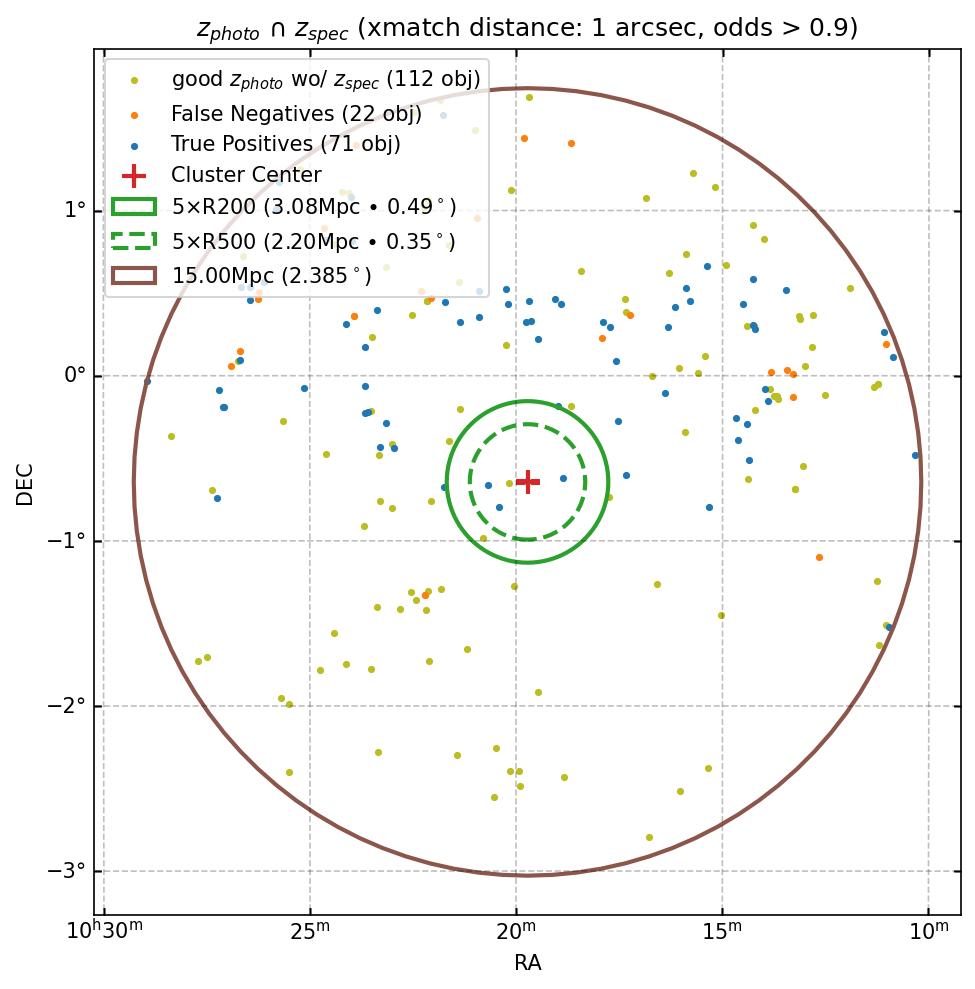 z_photo ∩ z_spec (xmatch distance: 1 arcsec, odds > 0.9)
good z_photo wo/ z_spec (112 obj)
False Negatives (22 obj)
True Positives (71 obj)
Cluster Center
5×R200 (3.08Mpc • 0.49°)
5×R500 (2.20Mpc • 0.35°)
15.00Mpc (2.385°)
1°
0°
−1°
−2°
−3°
DEC
10h30m 25m 20m 15m 10m
RA